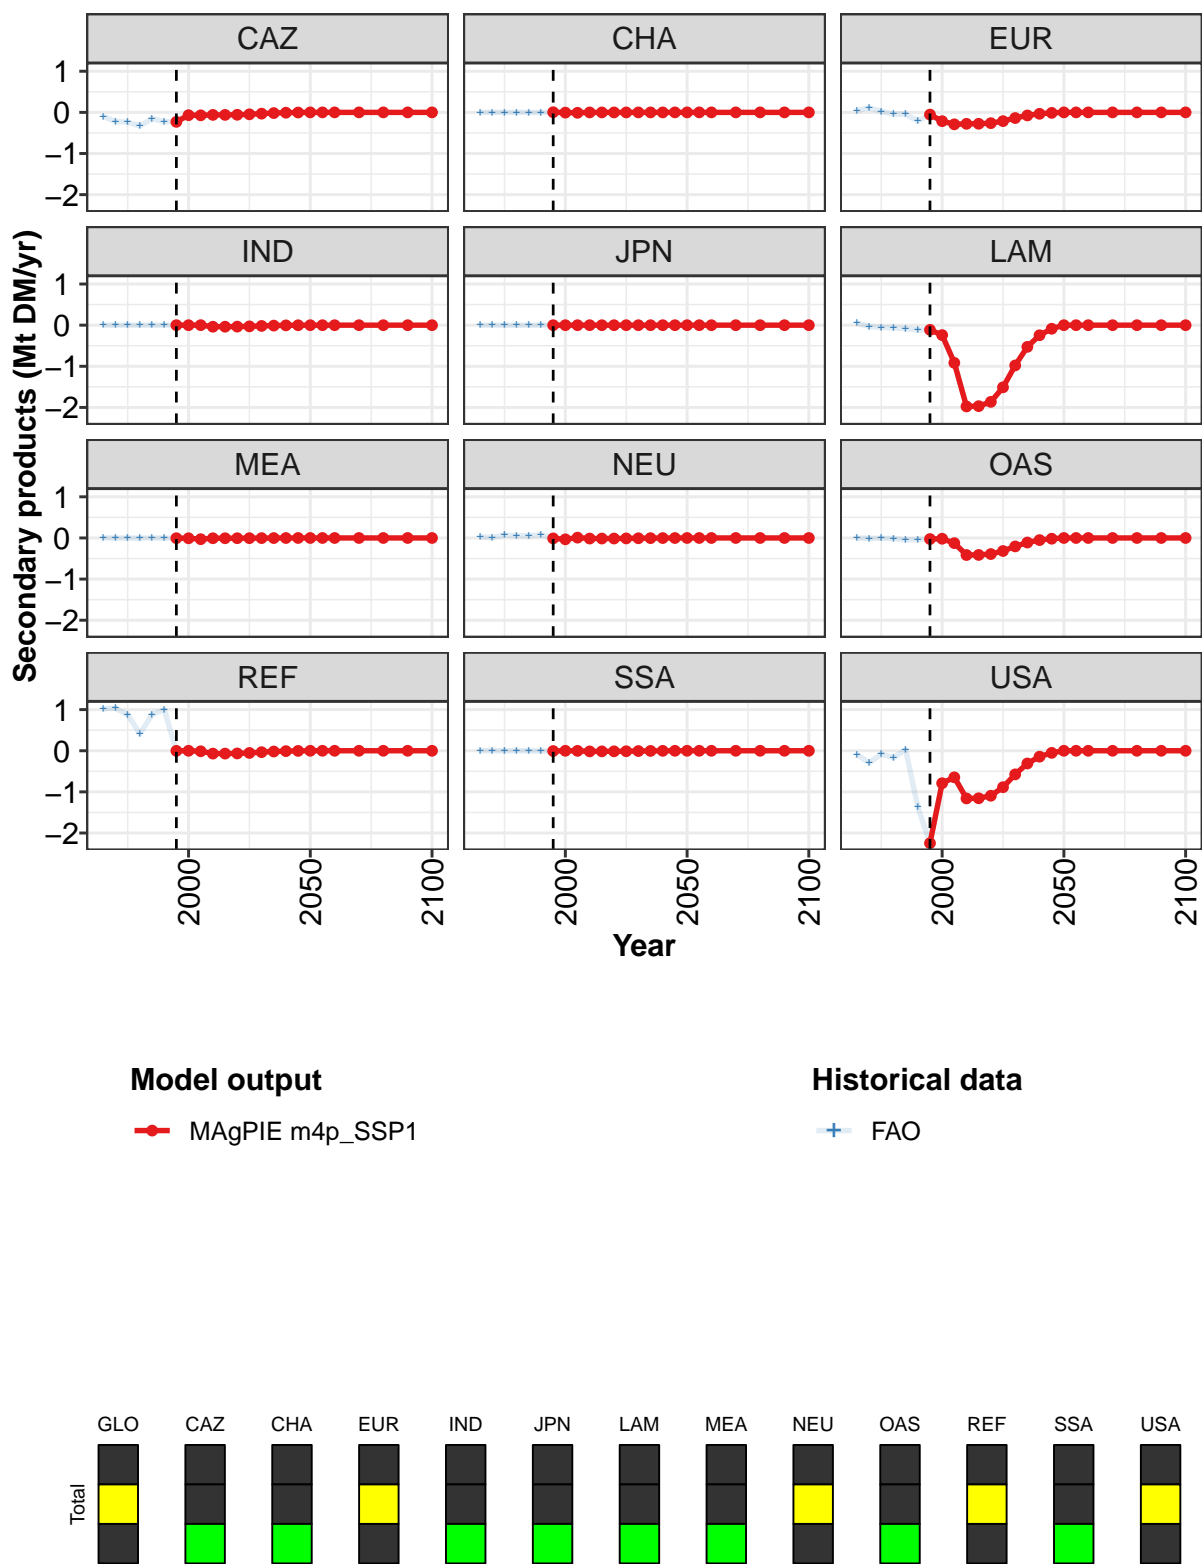 CAZ CHA EUR
1
0
−1
−2
IND JPN LAM
1
0
−1
−2
MEA NEU OAS
1
0
−1
−2
REF SSA USA
1
0
−1
−2
Secondary products (Mt DM/yr)
2000 2050 2100 2000 2050 2100 2000 2050 2100
Year
Model output Historical data
MAgPIE m4p_SSP1 FAO
GLO CAZ CHA EUR IND JPN LAM MEA NEU OAS REF SSA USA
Total